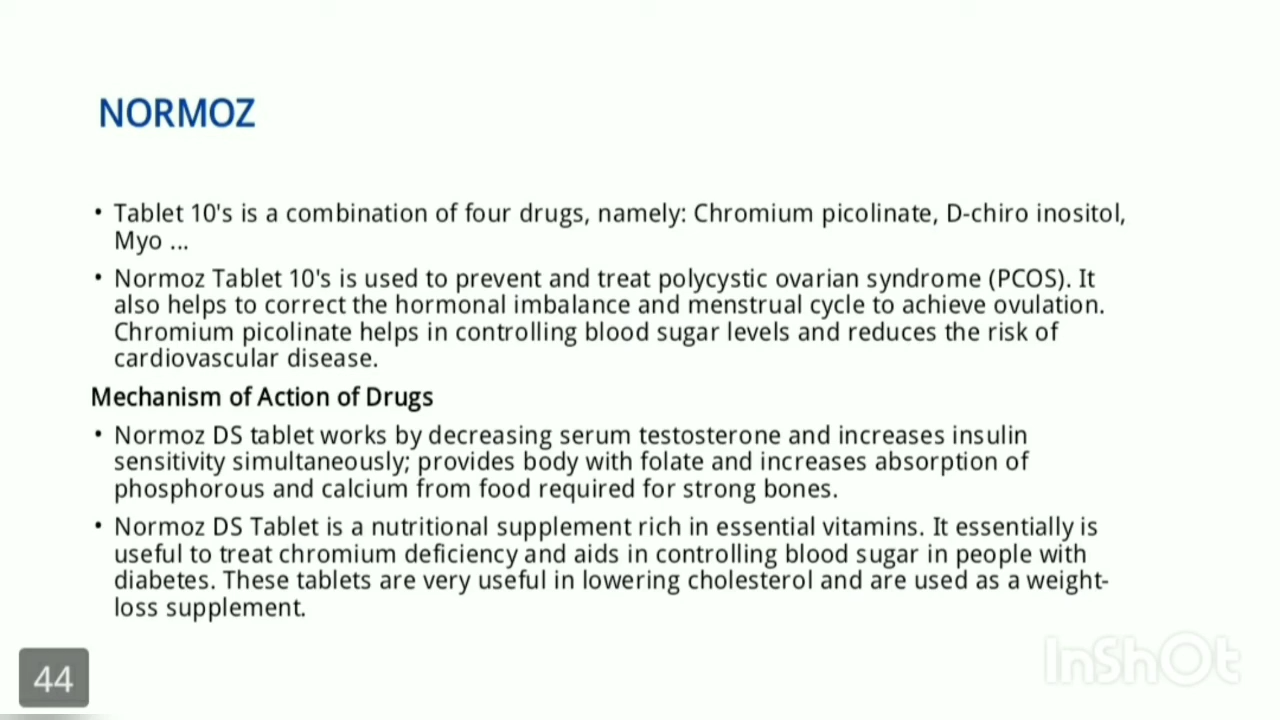 NORMOZ
• Tablet 10's is a combination of four drugs, namely: Chromium picolinate, D-chiro inositol,
Myo ...
• Normoz Tablet 10's is used to prevent and treat polycystic ovarian syndrome (PCOS). It
also helps to correct the hormonal imbalance and menstrual cycle to achieve ovulation.
Chromium picolinate helps in controlling blood sugar levels and reduces the risk of
cardiovascular disease.
Mechanism of Action of Drugs
• Normoz DS tablet works by decreasing serum testosterone and increases insulin
sensitivity simultaneously; provides body with folate and increases absorption of
phosphorous and calcium from food required for strong bones.
• Normoz DS Tablet is a nutritional supplement rich in essential vitamins. It essentially is
useful to treat chromium deficiency and aids in controlling blood sugar in people with
diabetes. These tablets are very useful in lowering cholesterol and are used as a weight-
loss supplement.
44
InShOt